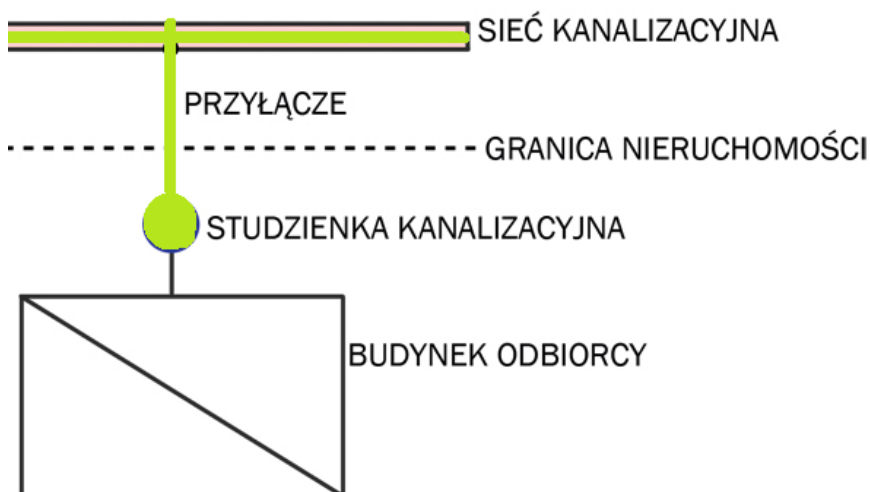 SIEĆ KANALIZACYJNA
PRZYŁĄCZE
GRANICA NIERUCHOMOŚCI
STUDZIENKA KANALIZACYJNA
BUDYNEK ODBIORCY